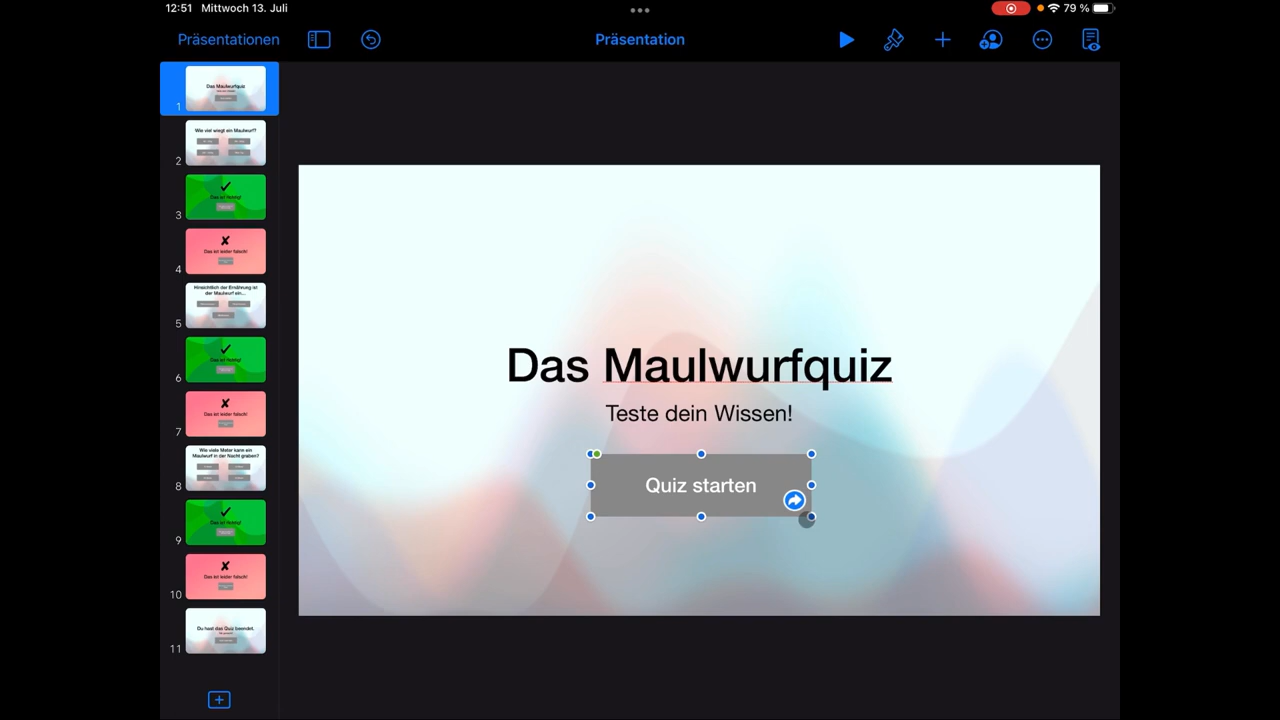 12:51 Mittwoch 13. Juli
79 %
Präsentationen
Präsentation
1
Das Maulwurfquiz
2
Wie viel wiegt ein Maulwurf?
3
Das ist richtig!
4
Das ist leider falsch!
5
Hinsichtlich der Ernährung ist
der Maulwurf ein...
6
Das ist richtig!
7
Das ist leider falsch!
8
Wie viele Meter kann ein
Maulwurf in der Nacht graben?
9
Das ist richtig!
10
Das ist leider falsch!
11
Du hast das Quiz beendet.
Das Maulwurfquiz
Teste dein Wissen!
Quiz starten